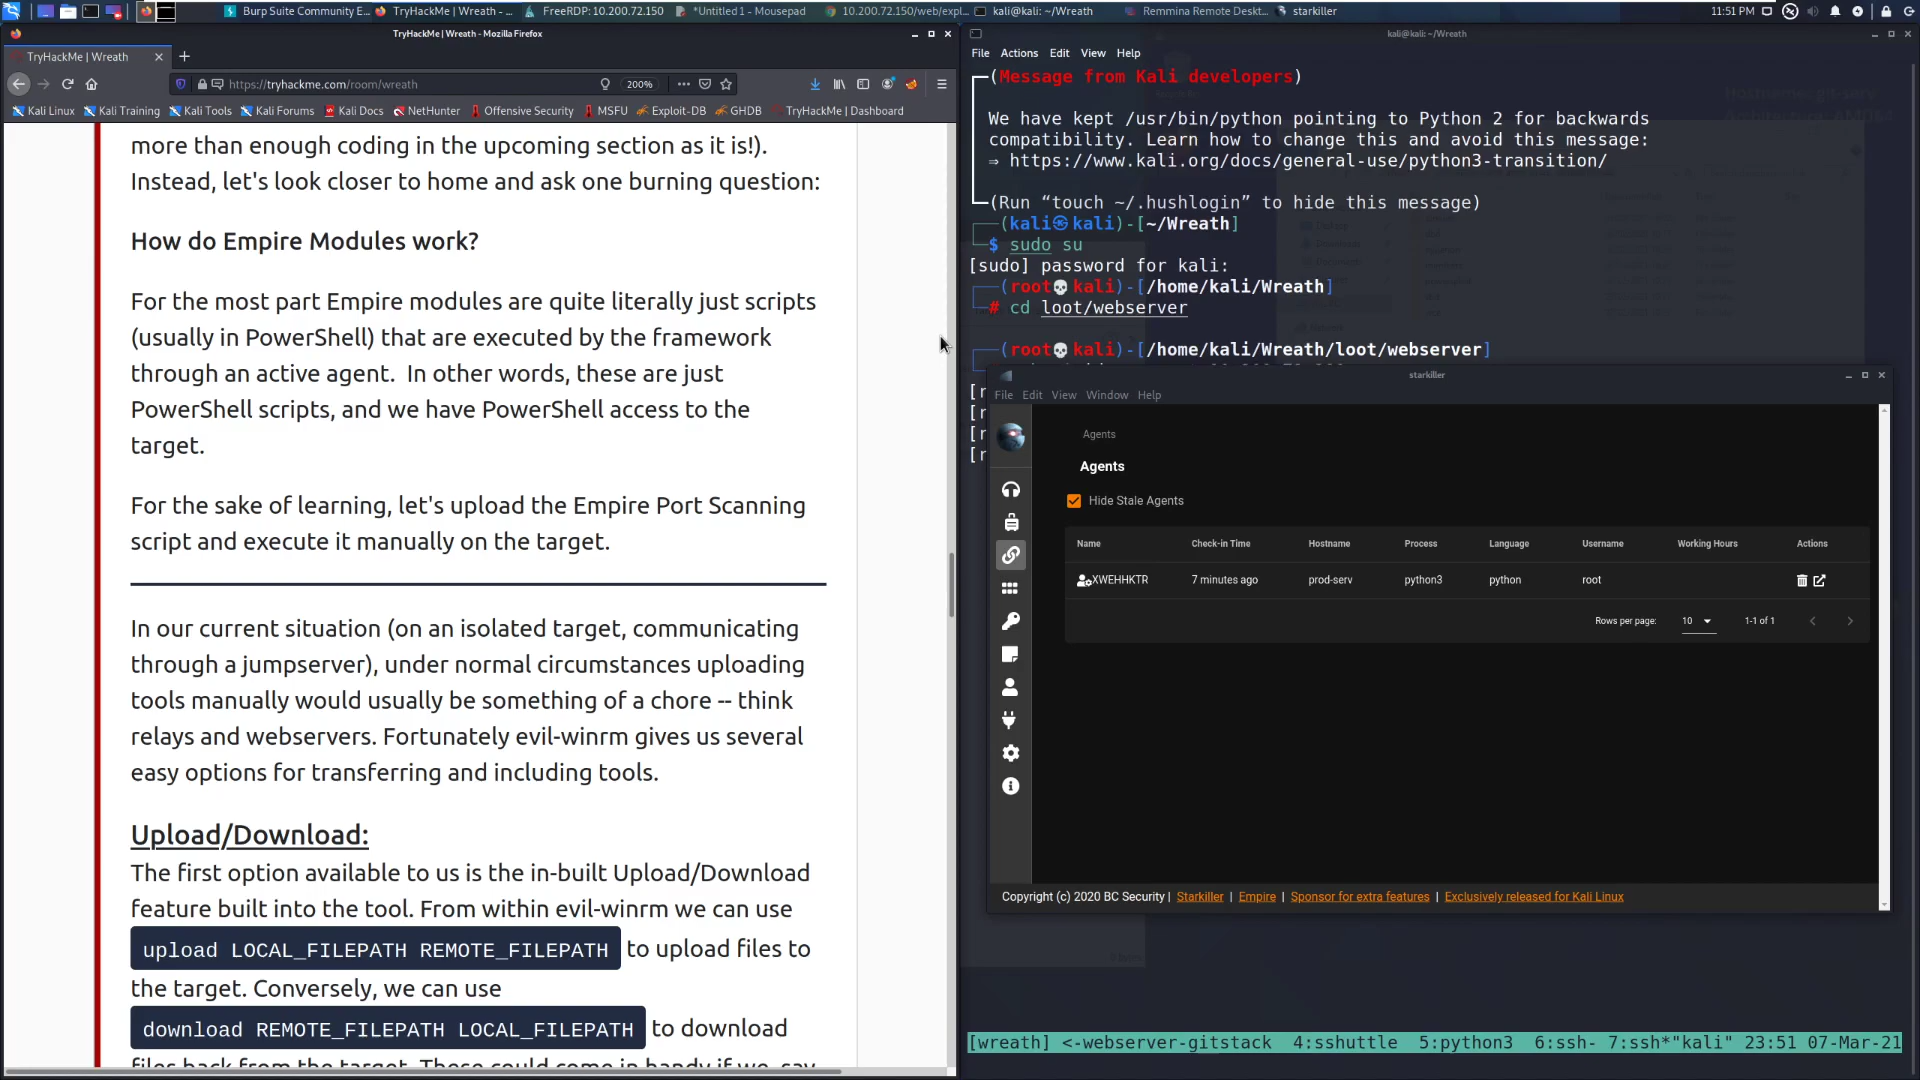 Burp Suite Community E...
TryHackMe | Wreath - ...
FreeRDP: 10.200.72.150
*Untitled 1 - Mousepad
10.200.72.150/web/expl...
kali@kali: ~/Wreath
Remmina Remote Deskt...
starkiller
11:51 PM
TryHackMe | Wreath - Mozilla Firefox
TryHackMe | Wreath
https://tryhackme.com/room/wreath
200%
Kali Linux
Kali Training
Kali Tools
Kali Forums
Kali Docs
NetHunter
Offensive Security
MSFU
Exploit-DB
GHDB
TryHackMe | Dashboard
more than enough coding in the upcoming section as it is!).
Instead, let's look closer to home and ask one burning question:
How do Empire Modules work?
For the most part Empire modules are quite literally just scripts
(usually in PowerShell) that are executed by the framework
through an active agent. In other words, these are just
PowerShell scripts, and we have PowerShell access to the
target.
For the sake of learning, let's upload the Empire Port Scanning
script and execute it manually on the target.
In our current situation (on an isolated target, communicating
through a jumpserver), under normal circumstances uploading
tools manually would usually be something of a chore -- think
relays and webservers. Fortunately evil-winrm gives us several
easy options for transferring and including tools.
Upload/Download:
The first option available to us is the in-built Upload/Download
feature built into the tool. From within evil-winrm we can use
upload LOCAL_FILEPATH REMOTE_FILEPATH to upload files to
the target. Conversely, we can use
download REMOTE_FILEPATH LOCAL_FILEPATH to download
files back from the target. These could come in handy if we, say
kali@kali: ~/Wreath
File Actions Edit View Help
(Message from Kali developers)
We have kept /usr/bin/python pointing to Python 2 for backwards
compatibility. Learn how to change this and avoid this message:
⇒ https://www.kali.org/docs/general-use/python3-transition/
(Run “touch ~/.hushlogin” to hide this message)
(kali㉿kali)-[~/Wreath]
$ sudo su
[sudo] password for kali:
(root💀kali)-[/home/kali/Wreath]
# cd loot/webserver
(root💀kali)-[/home/kali/Wreath/loot/webserver]
[r
[r
[r
[r
starkiller
File Edit View Window Help
Agents
Agents
Hide Stale Agents
Name Check-in Time Hostname Process Language Username Working Hours Actions
XWEHHKTR 7 minutes ago prod-serv python3 python root
Rows per page: 10 1-1 of 1
Copyright (c) 2020 BC Security | Starkiller | Empire | Sponsor for extra features | Exclusively released for Kali Linux
[wreath] <-webserver-gitstack 4:sshuttle 5:python3 6:ssh- 7:ssh*"kali" 23:51 07-Mar-21